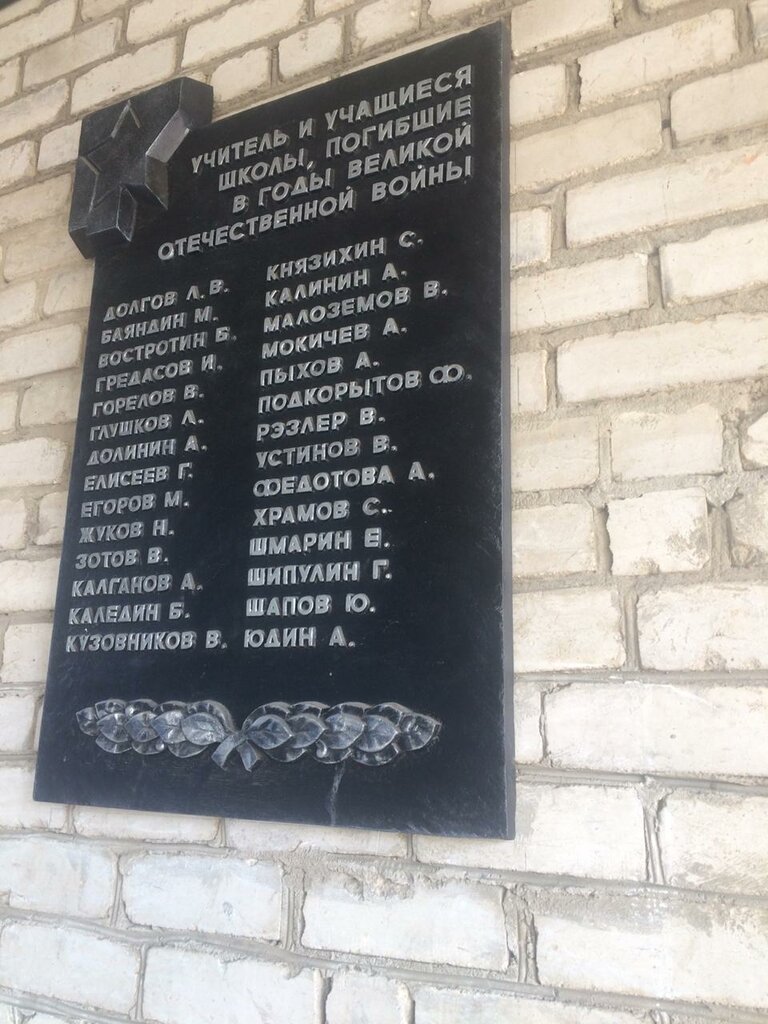 УЧИТЕЛЬ И УЧАЩИЕСЯ
ШКОЛЫ, ПОГИБШИЕ
В ГОДЫ ВЕЛИКОЙ
ОТЕЧЕСТВЕННОЙ ВОЙНЫ
ДОЛГОВ Л.В.
БАЯНДИН М.
ВОСТРОТИН Б.
ГРЕДАСОВ И.
ГОРЕЛОВ В.
ГЛУШКОВ Л.
ДОЛИНИН А.
ЕЛИСЕЕВ Г.
ЕГОРОВ М.
ЖУКОВ Н.
ЗОТОВ В.
КАЛГАНОВ А.
КАЛЕДИН Б.
КУЗОВНИКОВ В.
КНЯЗИХИН С.
КАЛИНИН А.
МАЛОЗЕМОВ В.
МОКИЧЕВ А.
ПЫХОВ А.
ПОДКОРЫТОВ Ф.
РЭЗЛЕР В.
УСТИНОВ В.
ФЕДОТОВА А.
ХРАМОВ С.
ШМАРИН Е.
ШИПУЛИН Г.
ШАПОВ Ю.
ЮДИН А.